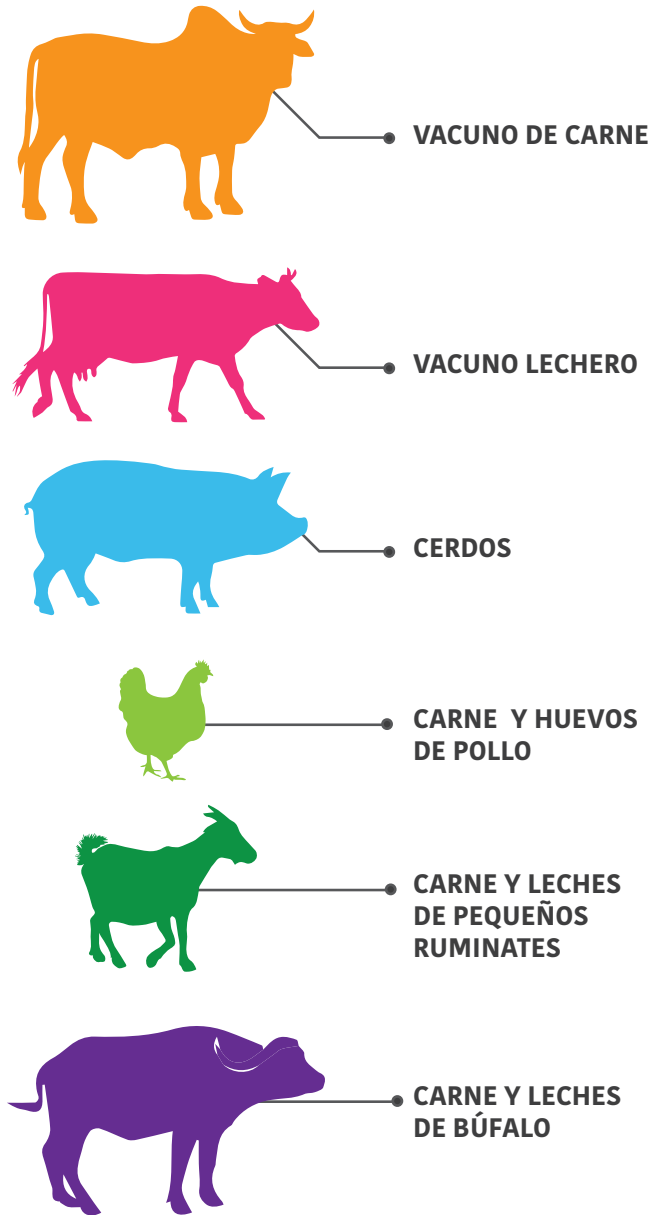 VACUNO DE CARNE
VACUNO LECHERO
CERDOS
CARNE Y HUEVOS
DE POLLO
CARNE Y LECHES
DE PEQUEÑOS
RUMINATES
CARNE Y LECHES
DE BÚFALO